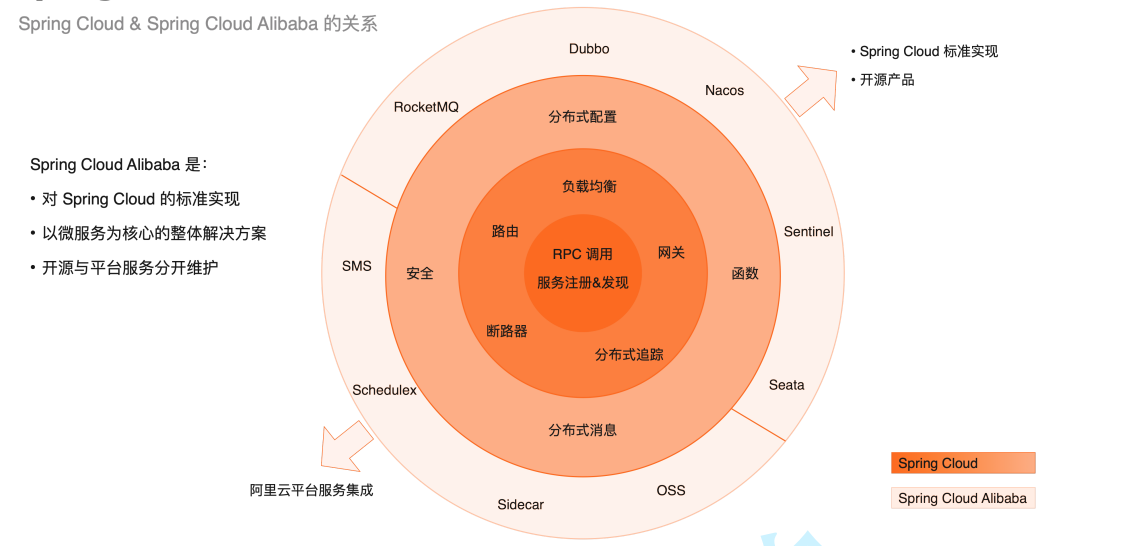 Spring Cloud & Spring Cloud Alibaba 的关系
Spring Cloud Alibaba 是：
• 对 Spring Cloud 的标准实现
• 以微服务为核心的整体解决方案
• 开源与平台服务分开维护
Dubbo
Nacos
RocketMQ
分布式配置
负载均衡
路由
网关
RPC 调用
服务注册&发现
Sentinel
SMS
安全
函数
断路器
分布式追踪
Seata
Schedulex
分布式消息
OSS
Sidecar
• Spring Cloud 标准实现
• 开源产品
阿里云平台服务集成
Spring Cloud
Spring Cloud Alibaba